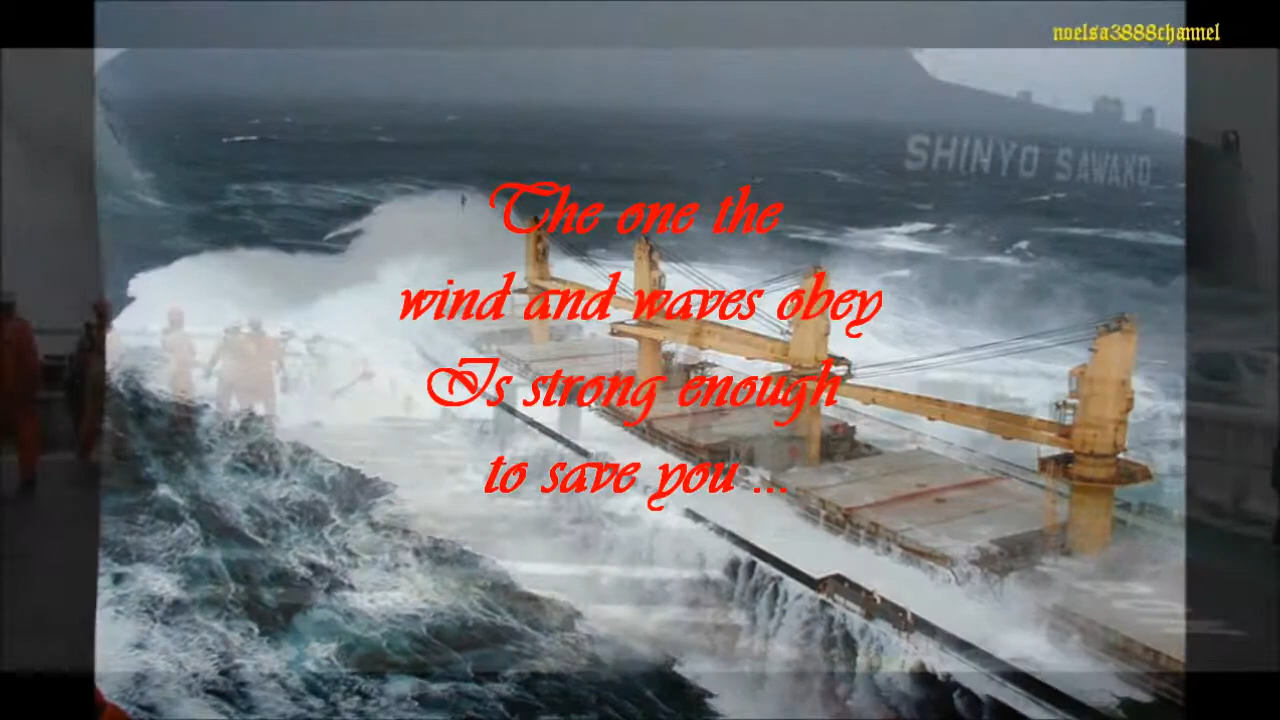 noelsa3888channel
SHINYO SAWAKO
The one the
wind and waves obey
Is strong enough
to save you ...